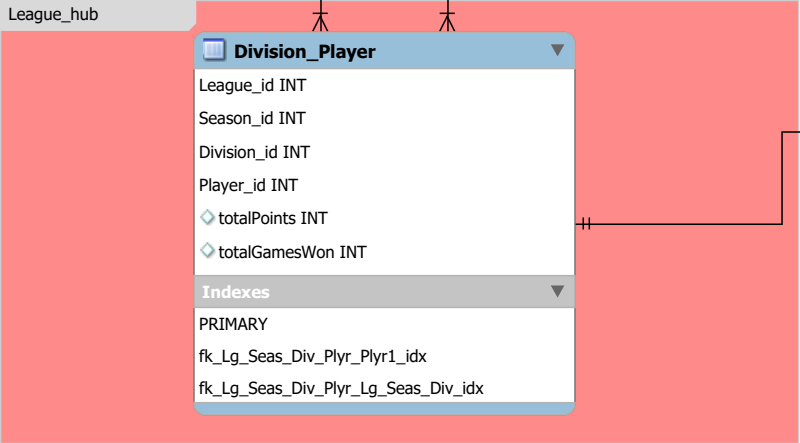 League_hub
Division_Player
League_id INT
Season_id INT
Division_id INT
Player_id INT
totalPoints INT
totalGamesWon INT
Indexes
PRIMARY
fk_Lg_Seas_Div_Plyr_Plyr1_idx
fk_Lg_Seas_Div_Plyr_Lg_Seas_Div_idx